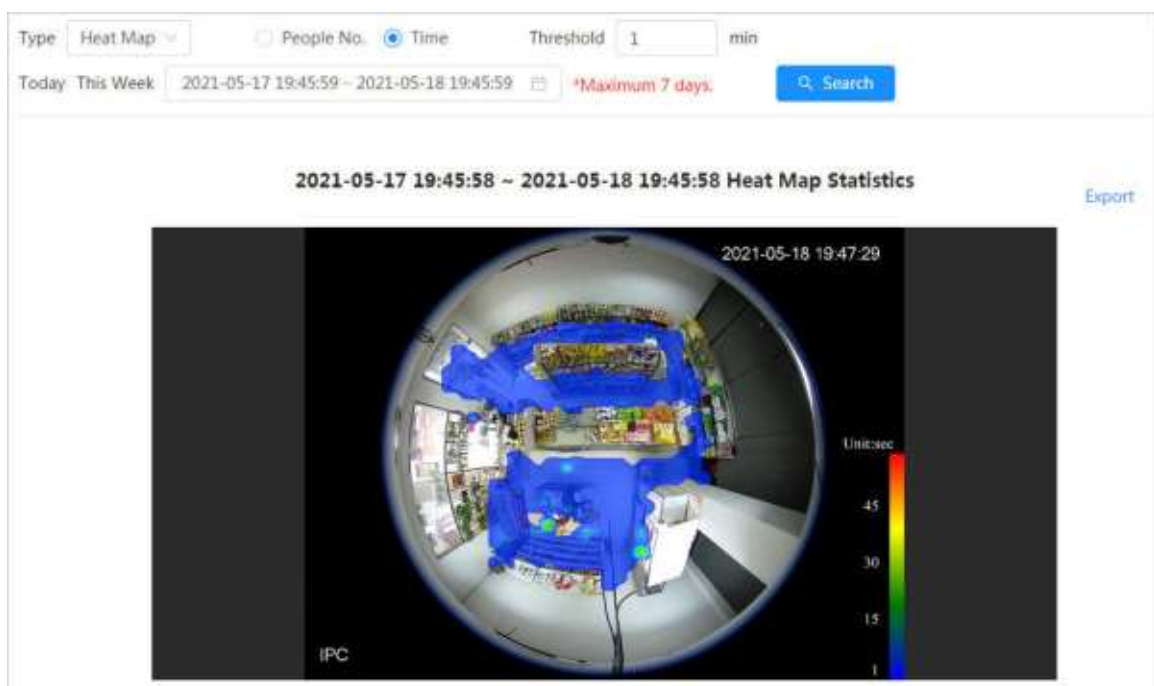 Type Heat Map People No. Time Threshold 1 min
Today This Week 2021-05-17 19:45:59 ~ 2021-05-18 19:45:59 *Maximum 7 days. Search
2021-05-17 19:45:58 ~ 2021-05-18 19:45:58 Heat Map Statistics
Export
2021-05-18 19:47:29
Unit:sec
45
30
15
1
IPC